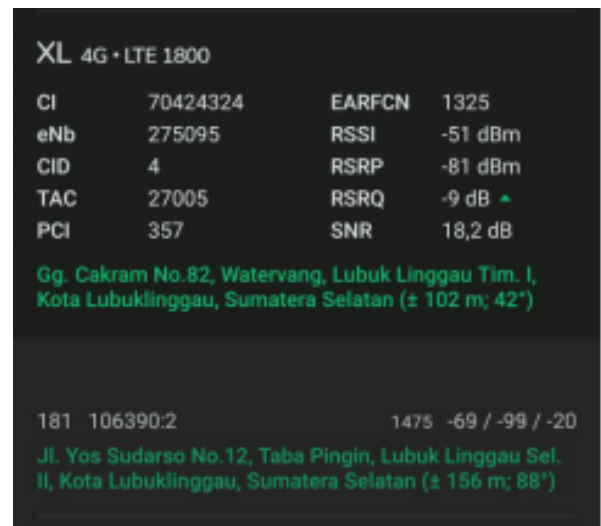 XL 4G • LTE 1800
CI 70424324 EARFCN 1325
eNb 275095 RSSI -51 dBm
CID 4 RSRP -81 dBm
TAC 27005 RSRQ -9 dB
PCI 357 SNR 18,2 dB
Gg. Cakram No.82, Watervang, Lubuk Linggau Tim. I,
Kota Lubuklinggau, Sumatera Selatan (± 102 m; 42°)
181 106390:2 1475 -69 / -99 / -20
Jl. Yos Sudarso No.12, Taba Pingin, Lubuk Linggau Sel.
II, Kota Lubuklinggau, Sumatera Selatan (± 156 m; 88°)